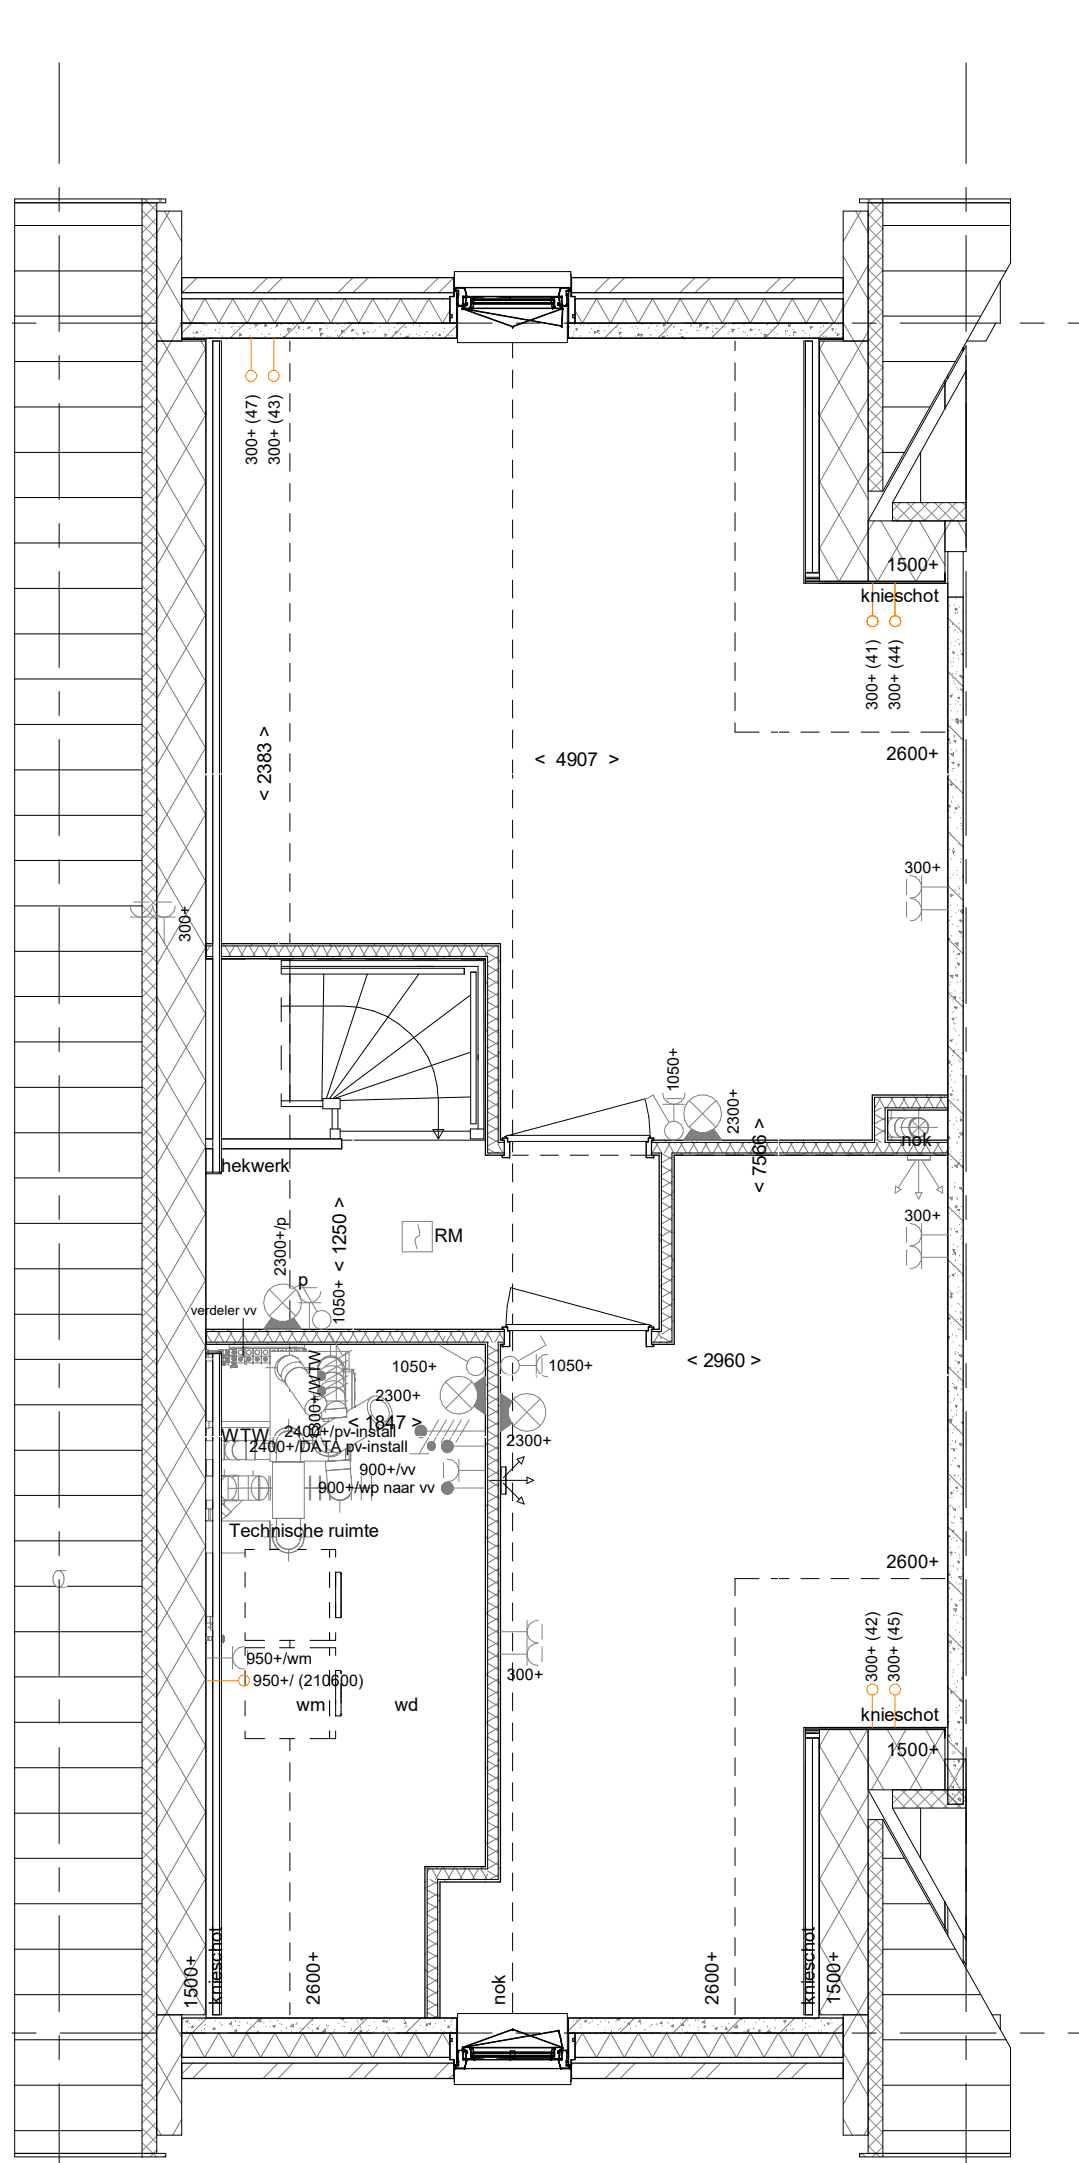 300+ (47)
300+ (43)
1500+
knieschot
300+ (41)
300+ (44)
< 2383 >
< 4907 >
2600+
300+
300+
1050+
2300+
< 7566 >
nok
hekwerk
2300+/p
p
1050+
< 1250 >
RM
300+
verdeler vv
1050+
1050+
< 2960 >
2300+
< 1847 >
WTW
2400+/pv-install
2400+/DATA pv-install
2300+
900+/vv
900+/wp naar vv
Technische ruimte
2600+
300+ (42)
300+ (45)
950+/wm
950+/ (210600)
300+
wm
wd
knieschot
1500+
1500+
knieschot
2600+
nok
2600+
knieschot
1500+